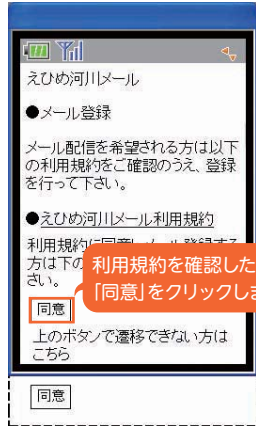 えひめ河川メール
●メール登録
メール配信を希望される方は以下
の利用規約をご確認のうえ、登録
を行って下さい。
●えひめ河川メール利用規約
利用規約に
方は下の
さい。
利用規約を確認した
「同意」をクリックしま
同意
上のボタンで遷移できない方は
こちら
同意